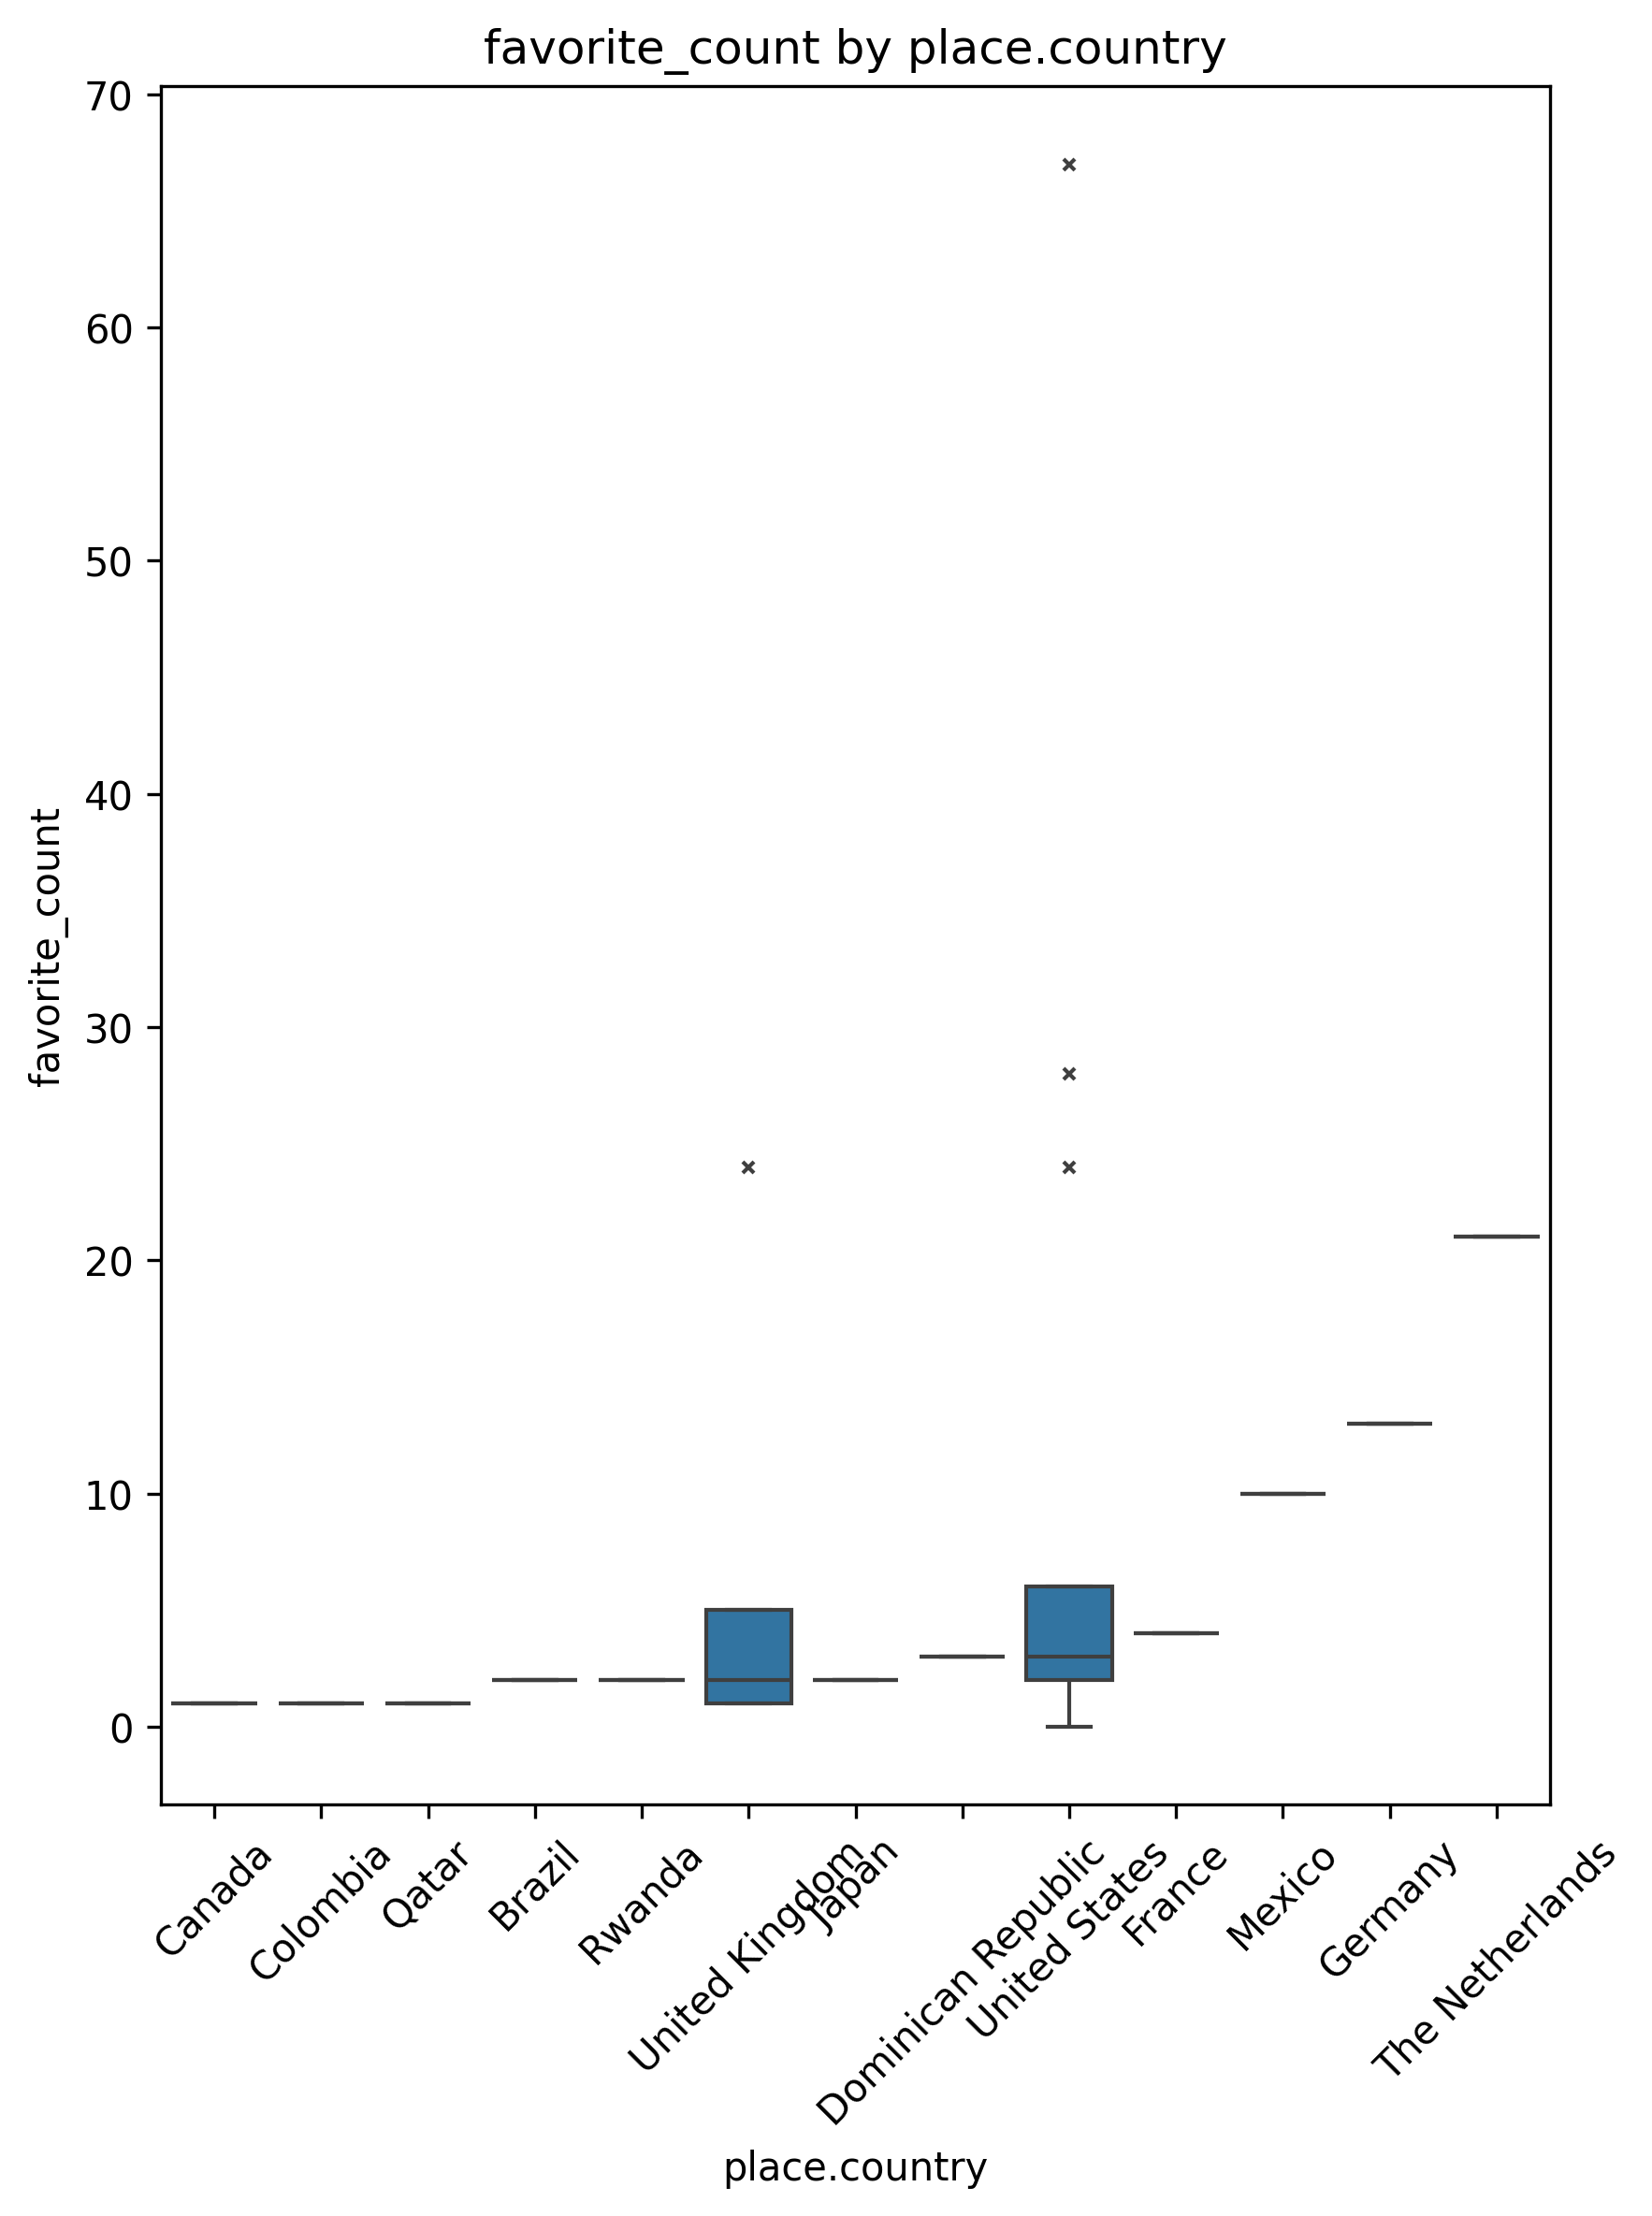 favorite_count by place.country
70
60
50
40
30
20
10
0
favorite_count
Canada
Colombia
Qatar
Brazil
Rwanda
United Kingdom
Japan
Dominican Republic
United States
France
Mexico
Germany
The Netherlands
place.country